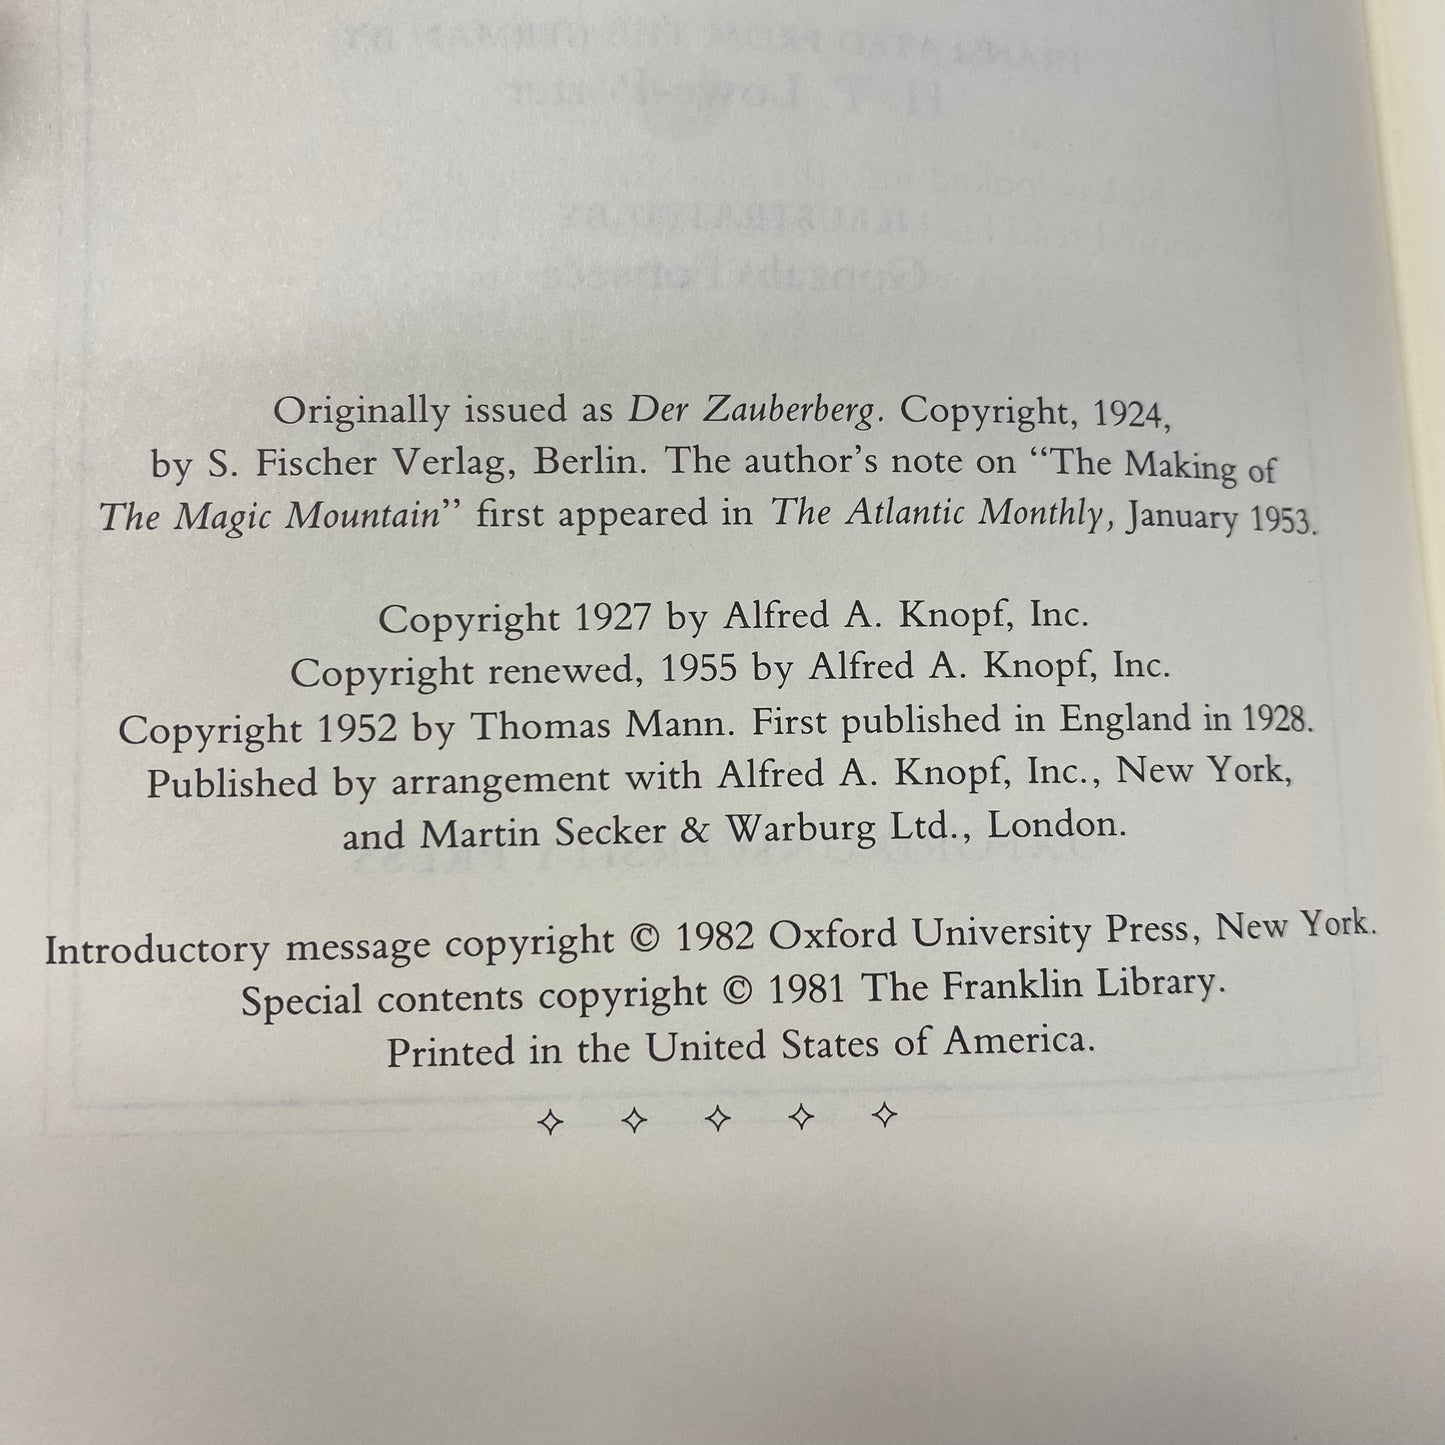 Originally issued as Der Zauberberg. Copyright, 1924,
by S. Fischer Verlag, Berlin. The author's note on “The Making of
The Magic Mountain” first appeared in The Atlantic Monthly, January 1953.
Copyright 1927 by Alfred A. Knopf, Inc.
Copyright renewed, 1955 by Alfred A. Knopf, Inc.
Copyright 1952 by Thomas Mann. First published in England in 1928.
Published by arrangement with Alfred A. Knopf, Inc., New York,
and Martin Secker & Warburg Ltd., London.
Introductory message copyright © 1982 Oxford University Press, New York.
Special contents copyright © 1981 The Franklin Library.
Printed in the United States of America.